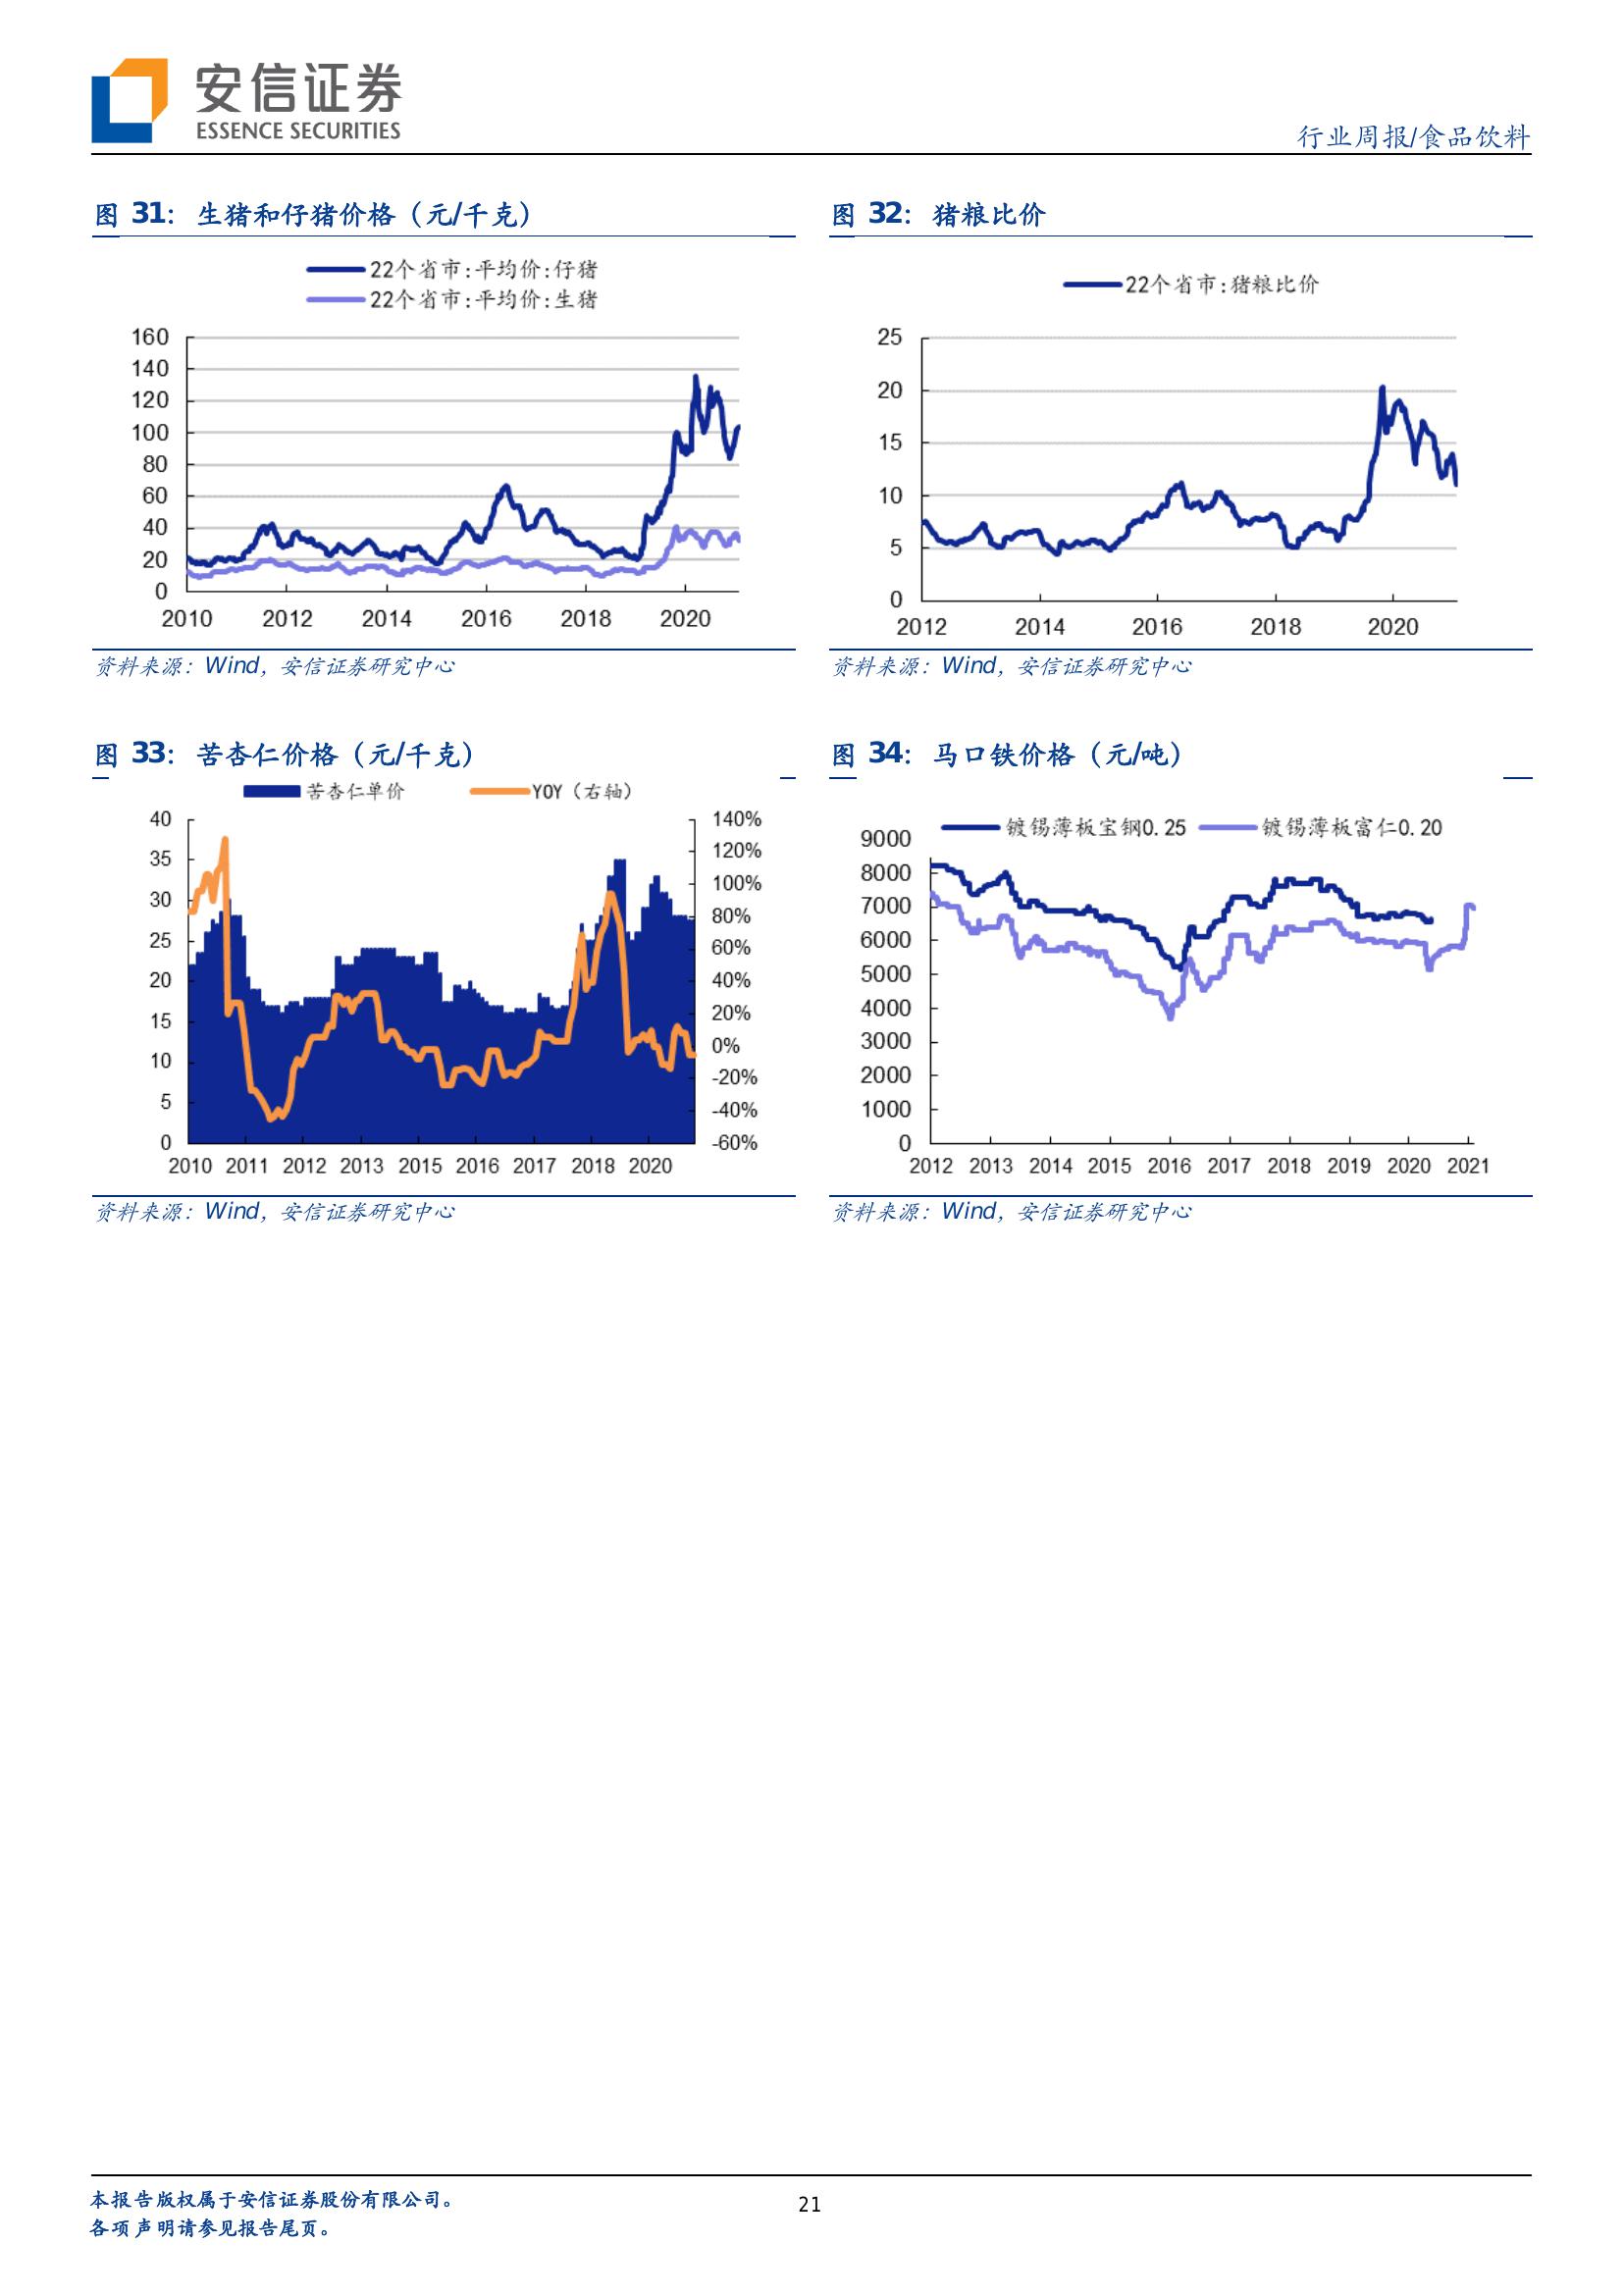 安信证券
ESSENCE SECURITIES
行业周报/食品饮料
图 31：生猪和仔猪价格（元/千克）
22个省市:平均价:仔猪
22个省市:平均价:生猪
160
140
120
100
80
60
40
20
0
2010 2012 2014 2016 2018 2020
资料来源：Wind，安信证券研究中心
图 32：猪粮比价
22个省市:猪粮比价
25
20
15
10
5
0
2012 2014 2016 2018 2020
资料来源：Wind，安信证券研究中心
图 33：苦杏仁价格（元/千克）
苦杏仁单价 YOY（右轴）
40 140%
35 120%
30 100%
25 80%
20 60%
15 40%
10 20%
5 0%
0 -20%
-40%
-60%
2010 2011 2012 2013 2015 2016 2017 2018 2020
资料来源：Wind，安信证券研究中心
图 34：马口铁价格（元/吨）
镀锡薄板宝钢0.25 镀锡薄板富仁0.20
9000
8000
7000
6000
5000
4000
3000
2000
1000
0
2012 2013 2014 2015 2016 2017 2018 2019 2020 2021
资料来源：Wind，安信证券研究中心
本报告版权属于安信证券股份有限公司。
各项声明请参见报告尾页。
21